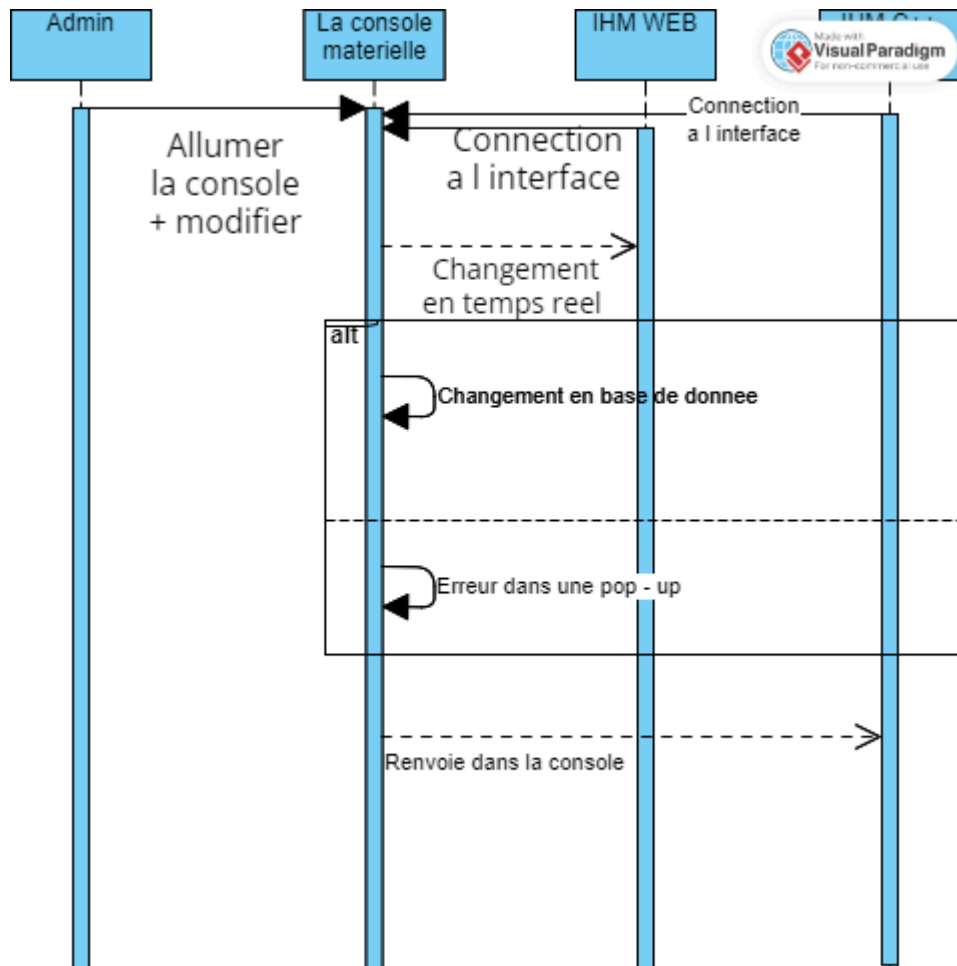 Admin
La console
materielle
IHM WEB
Made with
Visual Paradigm
For non-commercial use
Connection
a l interface
Allumer
la console
+ modifier
Connection
a l interface
Changement
en temps reel
alt
Changement en base de donnee
Erreur dans une pop - up
Renvoie dans la console